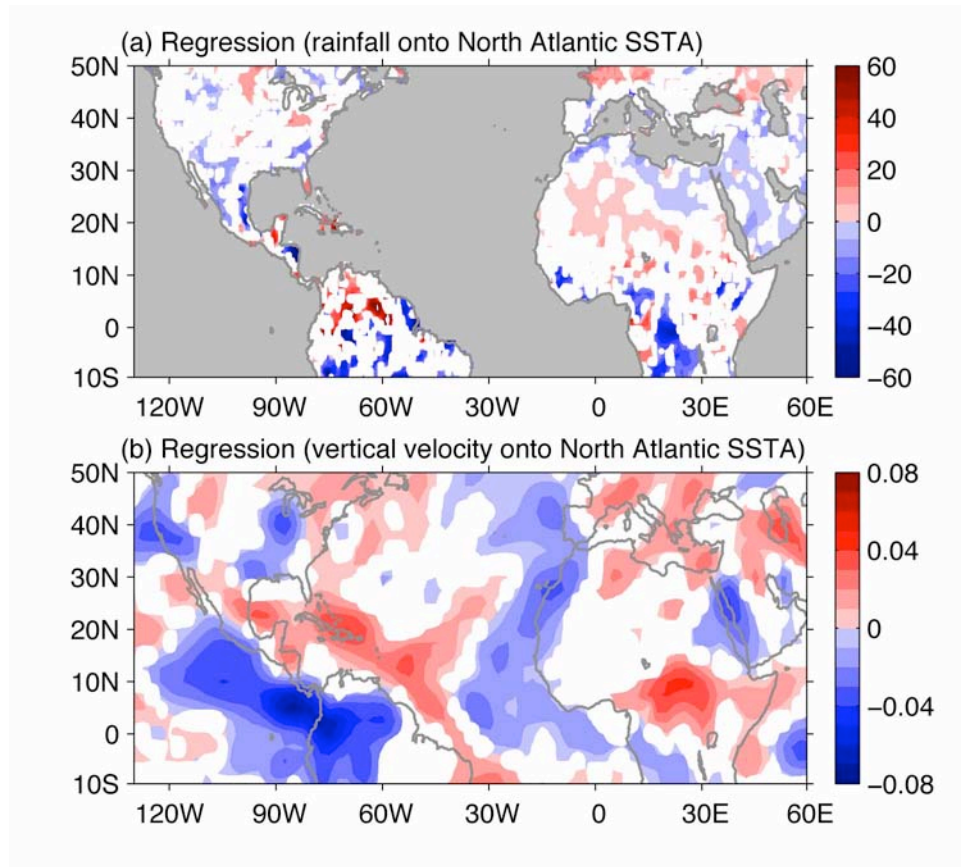 (a) Regression (rainfall onto North Atlantic SSTA)
50N
40N
30N
20N
10N
0
10S
120W 90W 60W 30W 0 30E 60E
60
40
20
0
−20
−40
−60
(b) Regression (vertical velocity onto North Atlantic SSTA)
50N
40N
30N
20N
10N
0
10S
120W 90W 60W 30W 0 30E 60E
0.08
0.04
0
−0.04
−0.08